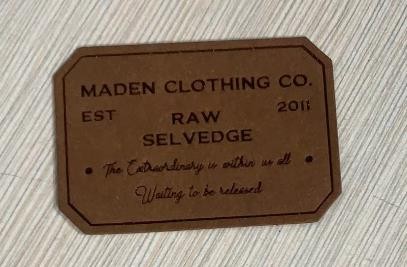 MADEN CLOTHING CO.
EST 2011
RAW
SELVEDGE
• The Extraordinary is within us all •
Waiting to be released